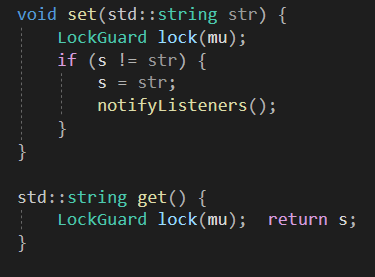 void set(std::string str) {
    LockGuard lock(mu);
    if (s != str) {
        s = str;
        notifyListeners();
    }
}

std::string get() {
    LockGuard lock(mu);  return s;
}